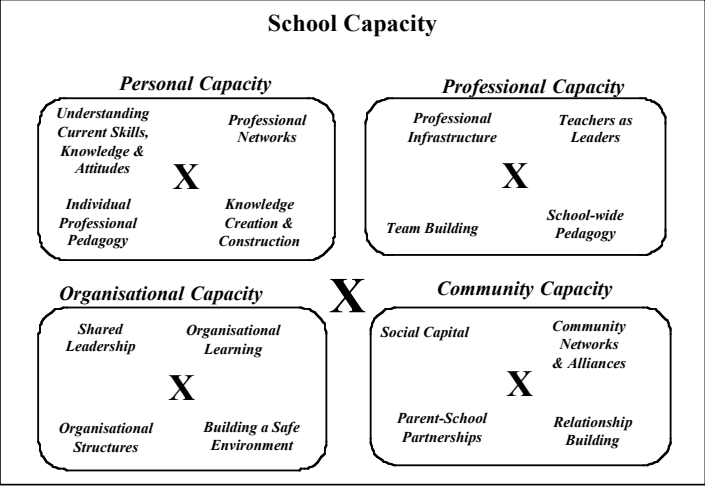 School Capacity
Personal Capacity
Understanding
Current Skills,
Knowledge &
Attitudes
Professional
Networks
X
Individual
Professional
Pedagogy
Knowledge
Creation &
Construction
Professional Capacity
Professional
Infrastructure
Teachers as
Leaders
X
Team Building
School-wide
Pedagogy
X
Organisational Capacity
Shared
Leadership
Organisational
Learning
X
Organisational
Structures
Building a Safe
Environment
Community Capacity
Social Capital
Community
Networks
& Alliances
X
Parent-School
Partnerships
Relationship
Building